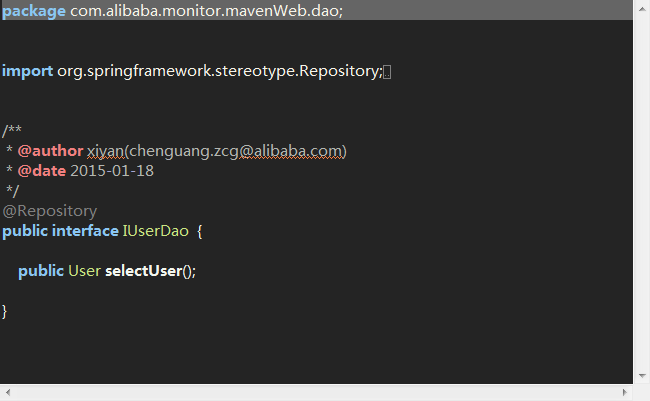 package com.alibaba.monitor.mavenWeb.dao;
import org.springframework.stereotype.Repository;
/**
 * @author xiyan(chenguang.zcg@alibaba.com)
 * @date 2015-01-18
 */
@Repository
public interface IUserDao  {
    public User selectUser();
}